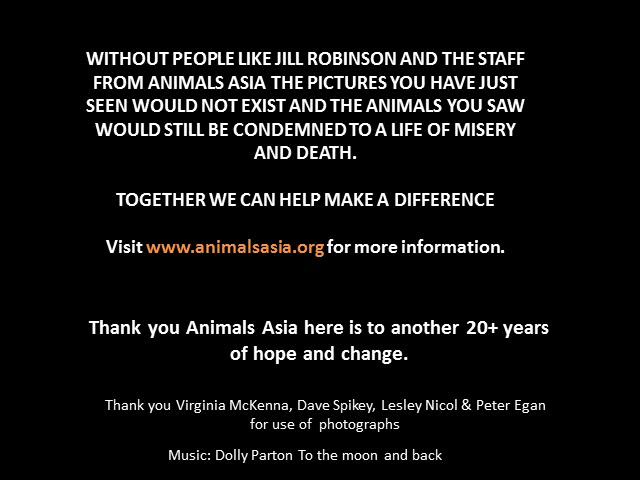 WITHOUT PEOPLE LIKE JILL ROBINSON AND THE STAFF
FROM ANIMALS ASIA THE PICTURES YOU HAVE JUST
SEEN WOULD NOT EXIST AND THE ANIMALS YOU SAW
WOULD STILL BE CONDEMNED TO A LIFE OF MISERY
AND DEATH.
TOGETHER WE CAN HELP MAKE A DIFFERENCE
Visit www.animalsasia.org for more information.
Thank you Animals Asia here is to another 20+ years
of hope and change.
Thank you Virginia McKenna, Dave Spikey, Lesley Nicol & Peter Egan
for use of photographs
Music: Dolly Parton To the moon and back